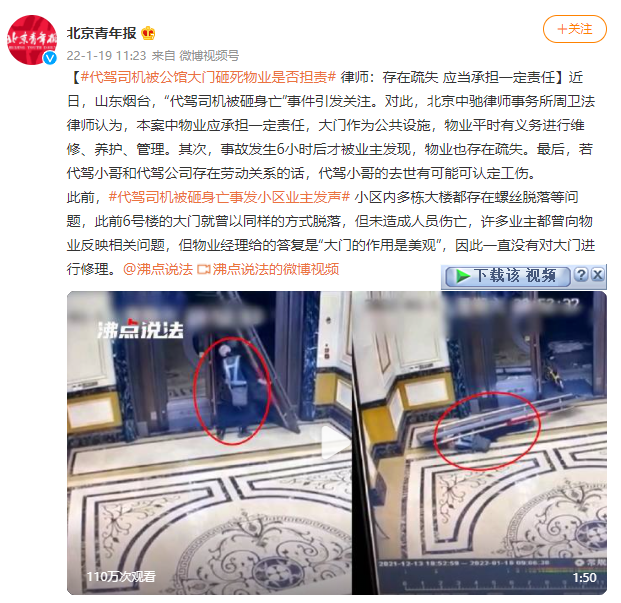 北京青年报
北京青年报
+关注
22-1-19 11:23 来自 微博视频号
【#代驾司机被公馆大门砸死物业是否担责# 律师：存在疏失 应当承担一定责任】近
日，山东烟台，“代驾司机被砸身亡”事件引发关注。对此，北京中驰律师事务所周卫法
律师认为，本案中物业应承担一定责任，大门作为公共设施，物业平时有义务进行维
修、养护、管理。其次，事故发生6小时后才被业主发现，物业也存在疏失。最后，若
代驾小哥和代驾公司存在劳动关系的话，代驾小哥的去世有可能可认定工伤。
此前，#代驾司机被砸身亡事发小区业主发声# 小区内多栋大楼都存在螺丝脱落等问
题，此前6号楼的大门就曾以同样的方式脱落，但未造成人员伤亡，许多业主都曾向物
业反映相关问题，但物业经理给的答复是“大门的作用是美观”，因此一直没有对大门进
行修理。@沸点说法 沸点说法的微博视频
下载该 视频 ? X
沸点说法
110万次观看
1:50